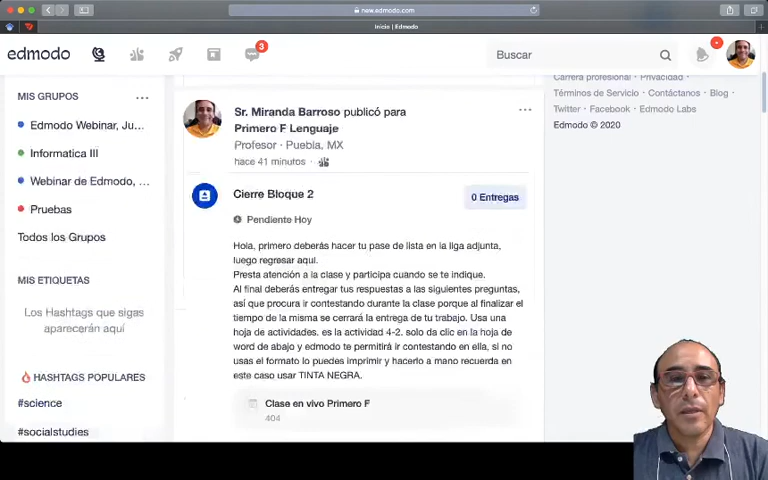 new.edmodo.com
Inicio | Edmodo
edmodo
3
Buscar
MIS GRUPOS
Edmodo Webinar, Ju...
Informatica III
Webinar de Edmodo, ...
Pruebas
Todos los Grupos
MIS ETIQUETAS
Los Hashtags que sigas
aparecerán aquí
HASHTAGS POPULARES
#science
#socialstudies
Sr. Miranda Barroso publicó para
Primero F Lenguaje
Profesor · Puebla, MX
hace 41 minutos ·
Cierre Bloque 2
0 Entregas
Pendiente Hoy
Hola, primero deberás hacer tu pase de lista en la liga adjunta,
luego regresar aqui.
Presta atención a la clase y participa cuando se te indique.
Al final deberás entregar tus respuestas a las siguientes preguntas,
así que procura ir contestando durante la clase porque al finalizar el
tiempo de la misma se cerrará la entrega de tu trabajo. Usa una
hoja de actividades. es la actividad 4-2. solo da clic en la hoja de
word de abajo y edmodo te permitirá ir contestando en ella, si no
usas el formato lo puedes imprimir y hacerlo a mano recuerda en
este caso usar TINTA NEGRA.
Clase en vivo Primero F
404
Carrera profesional · Privacidad ·
Términos de Servicio · Contáctanos · Blog ·
Twitter · Facebook · Edmodo Labs
Edmodo © 2020